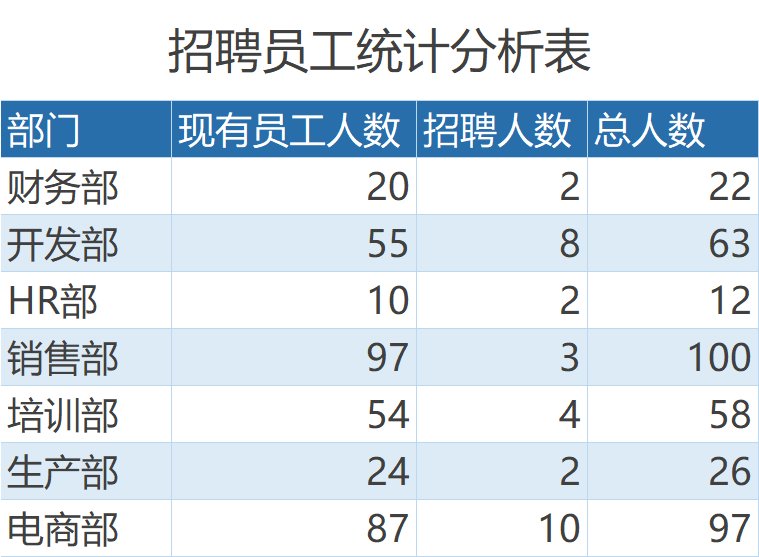 招聘员工统计分析表
部门 现有员工人数 招聘人数 总人数
财务部 20 2 22
开发部 55 8 63
HR部 10 2 12
销售部 97 3 100
培训部 54 4 58
生产部 24 2 26
电商部 87 10 97